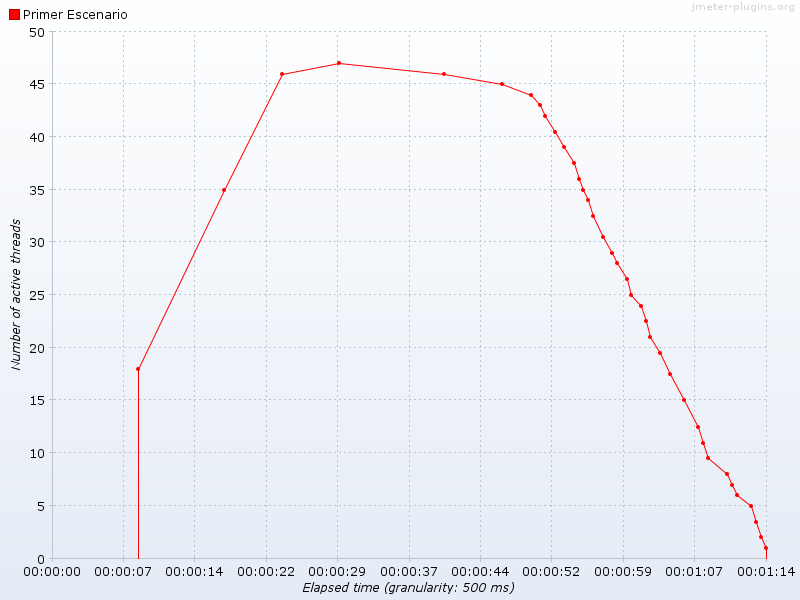 jmeter-plugins.org
Primer Escenario
50
45
40
35
30
25
20
15
10
5
0
Number of active threads
00:00:00 00:00:07 00:00:14 00:00:22 00:00:29 00:00:37 00:00:44 00:00:52 00:00:59 00:01:07 00:01:14
Elapsed time (granularity: 500 ms)